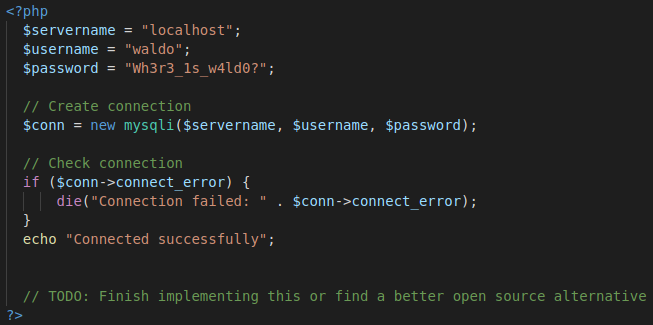 <?php
$servername = "localhost";
$username = "waldo";
$password = "Wh3r3_1s_w4ld0?";
// Create connection
$conn = new mysqli($servername, $username, $password);
// Check connection
if ($conn->connect_error) {
die("Connection failed: " . $conn->connect_error);
}
echo "Connected successfully";
// TODO: Finish implementing this or find a better open source alternative
?>